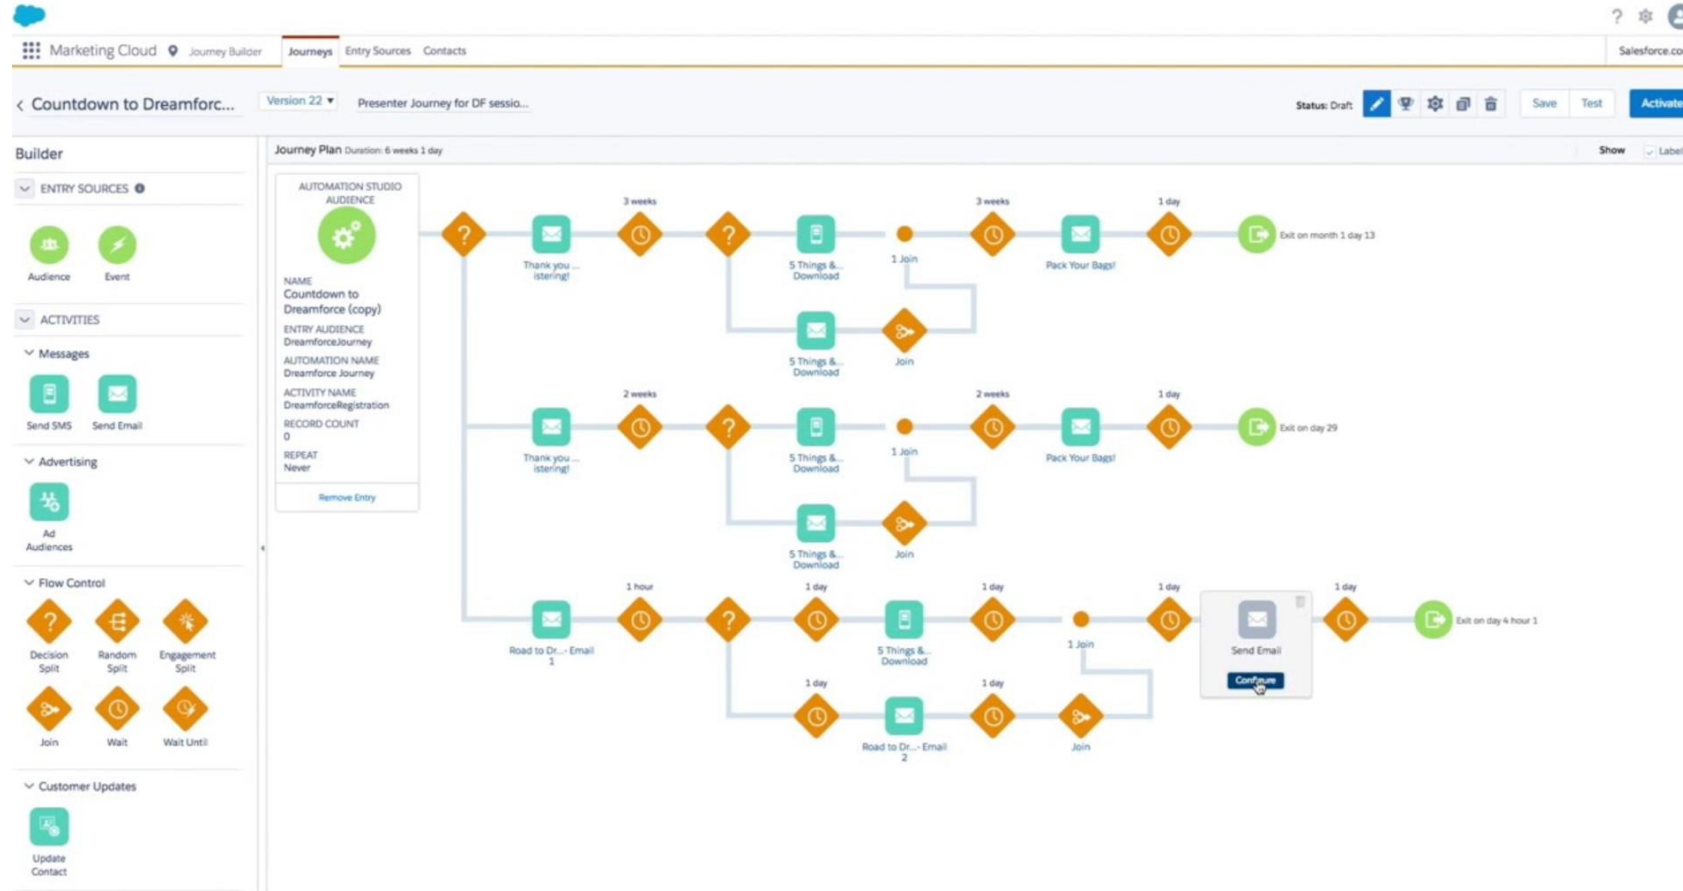 Marketing Cloud
Journey Builder
Journeys
Entry Sources
Contacts
Salesforce.co
Countdown to Dreamforc...
Version 22
Presenter Journey for DF sessio...
Status: Draft
Save
Test
Activate
Builder
Journey Plan Duration: 6 weeks 1 day
Show
Label
ENTRY SOURCES
Audience
Event
ACTIVITIES
Messages
Send SMS
Send Email
Advertising
Ad
Audiences
Flow Control
Decision
Split
Random
Split
Engagement
Split
Join
Wait
Wait Until
Customer Updates
Update
Contact
AUTOMATION STUDIO
AUDIENCE
NAME
Countdown to
Dreamforce (copy)
ENTRY AUDIENCE
DreamforceJourney
AUTOMATION NAME
Dreamforce Journey
ACTIVITY NAME
DreamforceRegistration
RECORD COUNT
0
REPEAT
Never
Remove Entry
3 weeks
3 weeks
1 day
Thank you ...
istering!
5 Things &...
Download
1 Join
Pack Your Bags!
Exit on month 1 day 13
5 Things &...
Download
Join
2 weeks
2 weeks
1 day
Thank you ...
istering!
5 Things &...
Download
1 Join
Pack Your Bags!
Exit on day 29
5 Things &...
Download
Join
1 hour
1 day
1 day
1 day
1 day
Road to Dr...- Email
1
5 Things &...
Download
1 Join
Send Email
Configure
Exit on day 4 hour 1
1 day
1 day
Road to Dr...- Email
2
Join